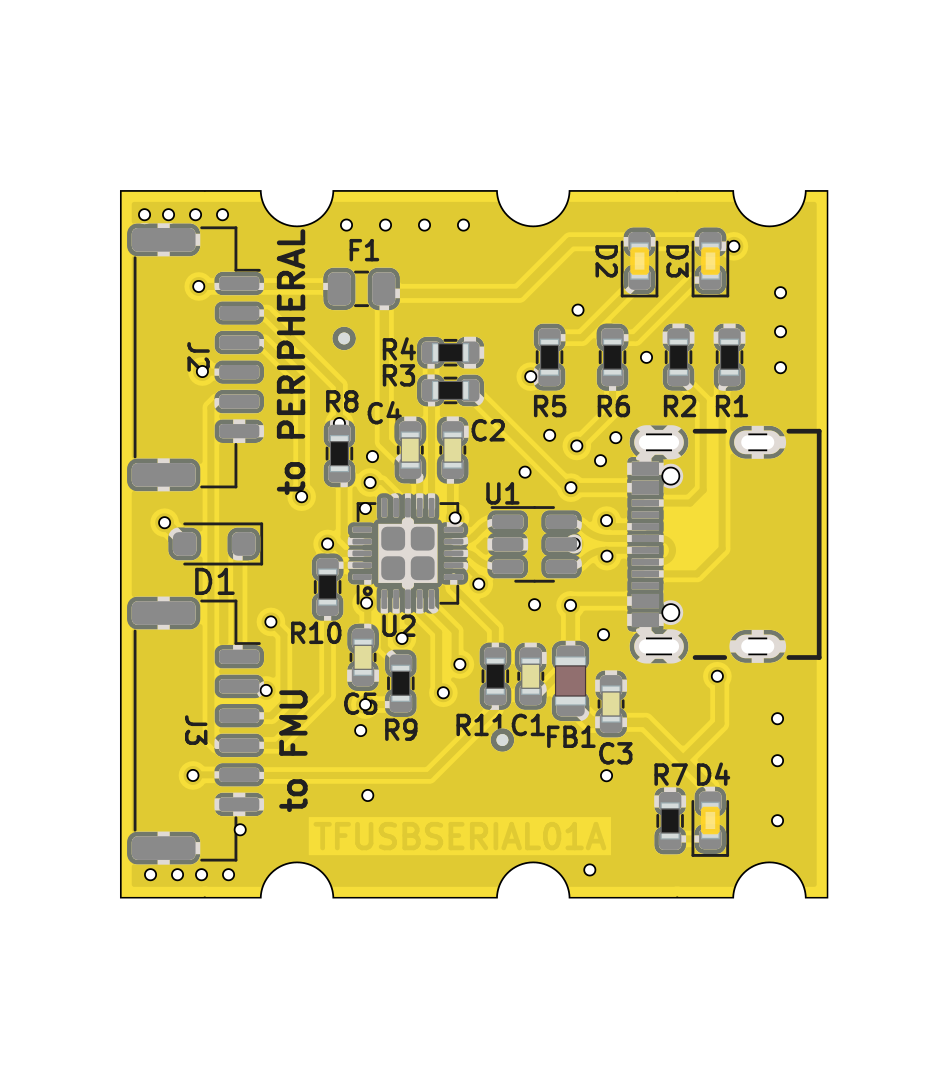 F1
D2
D3
to PERIPHERAL
J2
R4
R3
R8
C4
C2
R5
R6
R2
R1
U1
D1
U2
R10
C5
R9
R11
C1
FB1
C3
J3
to FMU
R7
D4
TFUSBSERIAL01A